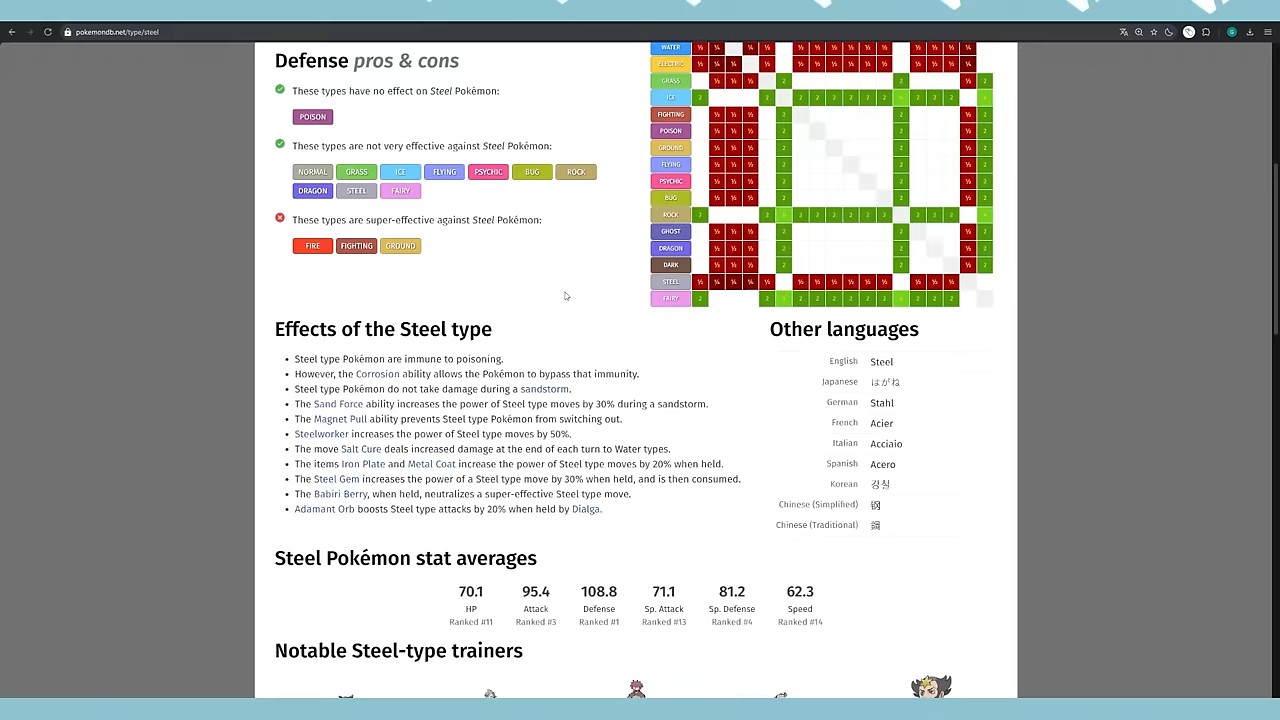 pokemondb.net/type/steel
Defense pros & cons
These types have no effect on Steel Pokémon:
POISON
These types are not very effective against Steel Pokémon:
NORMAL GRASS ICE FLYING PSYCHIC BUG ROCK
DRAGON STEEL FAIRY
These types are super-effective against Steel Pokémon:
FIRE FIGHTING GROUND
WATER
ELECTRIC
GRASS
ICE
FIGHTING
POISON
GROUND
FLYING
PSYCHIC
BUG
ROCK
GHOST
DRAGON
DARK
STEEL
FAIRY
Effects of the Steel type
Steel type Pokémon are immune to poisoning.
However, the Corrosion ability allows the Pokémon to bypass that immunity.
Steel type Pokémon do not take damage during a sandstorm.
The Sand Force ability increases the power of Steel type moves by 30% during a sandstorm.
The Magnet Pull ability prevents Steel type Pokémon from switching out.
Steelworker increases the power of Steel type moves by 50%.
The move Salt Cure deals increased damage at the end of each turn to Water types.
The items Iron Plate and Metal Coat increase the power of Steel type moves by 20% when held.
The Steel Gem increases the power of a Steel type move by 30% when held, and is then consumed.
The Babiri Berry, when held, neutralizes a super-effective Steel type move.
Adamant Orb boosts Steel type attacks by 20% when held by Dialga.
Other languages
English Steel
Japanese はがね
German Stahl
French Acier
Italian Acciaio
Spanish Acero
Korean 강철
Chinese (Simplified) 钢
Chinese (Traditional) 鋼
Steel Pokémon stat averages
70.1 95.4 108.8 71.1 81.2 62.3
HP Attack Defense Sp. Attack Sp. Defense Speed
Ranked #11 Ranked #3 Ranked #1 Ranked #13 Ranked #4 Ranked #14
Notable Steel-type trainers